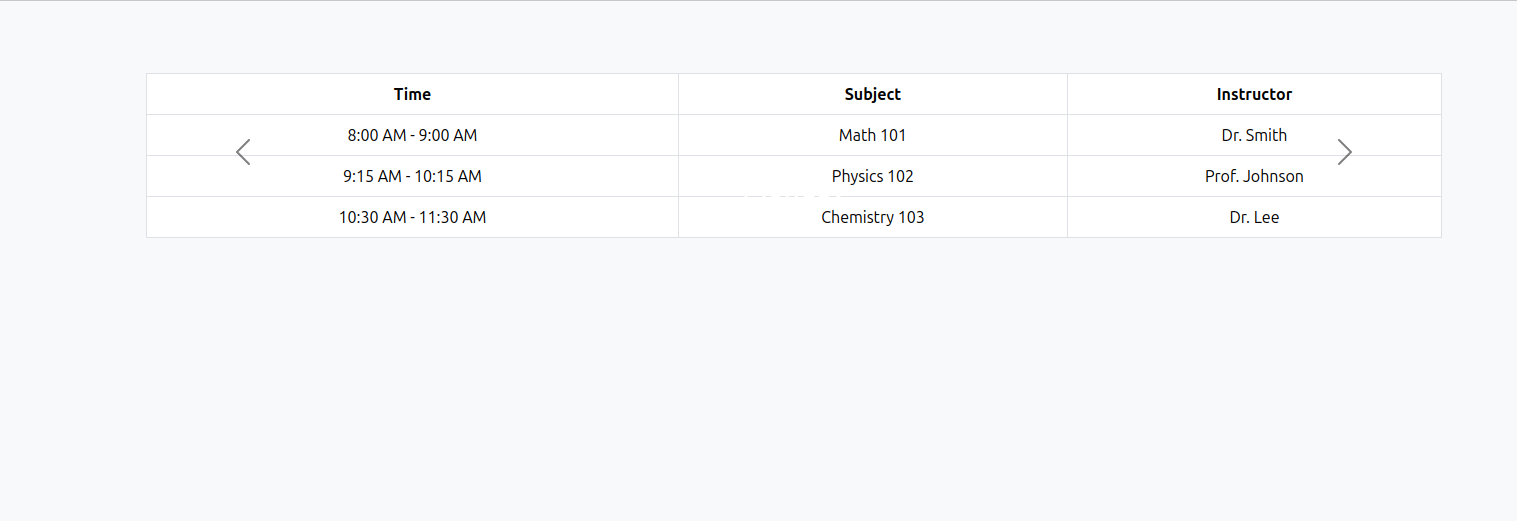 Time Subject Instructor
8:00 AM - 9:00 AM Math 101 Dr. Smith
9:15 AM - 10:15 AM Physics 102 Prof. Johnson
10:30 AM - 11:30 AM Chemistry 103 Dr. Lee